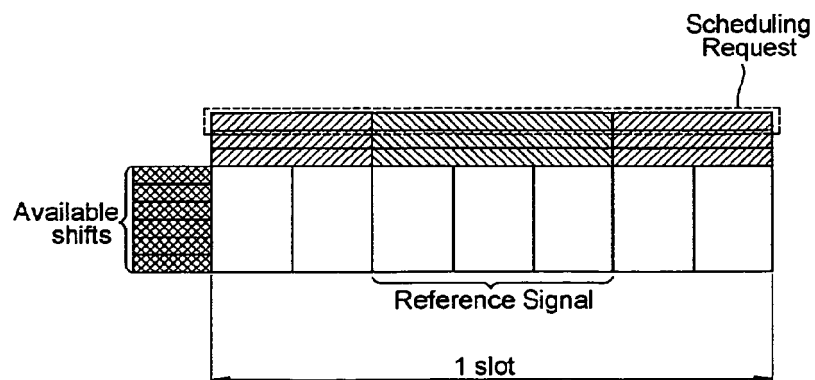 Scheduling
Request
Available
shifts
Reference Signal
1 slot